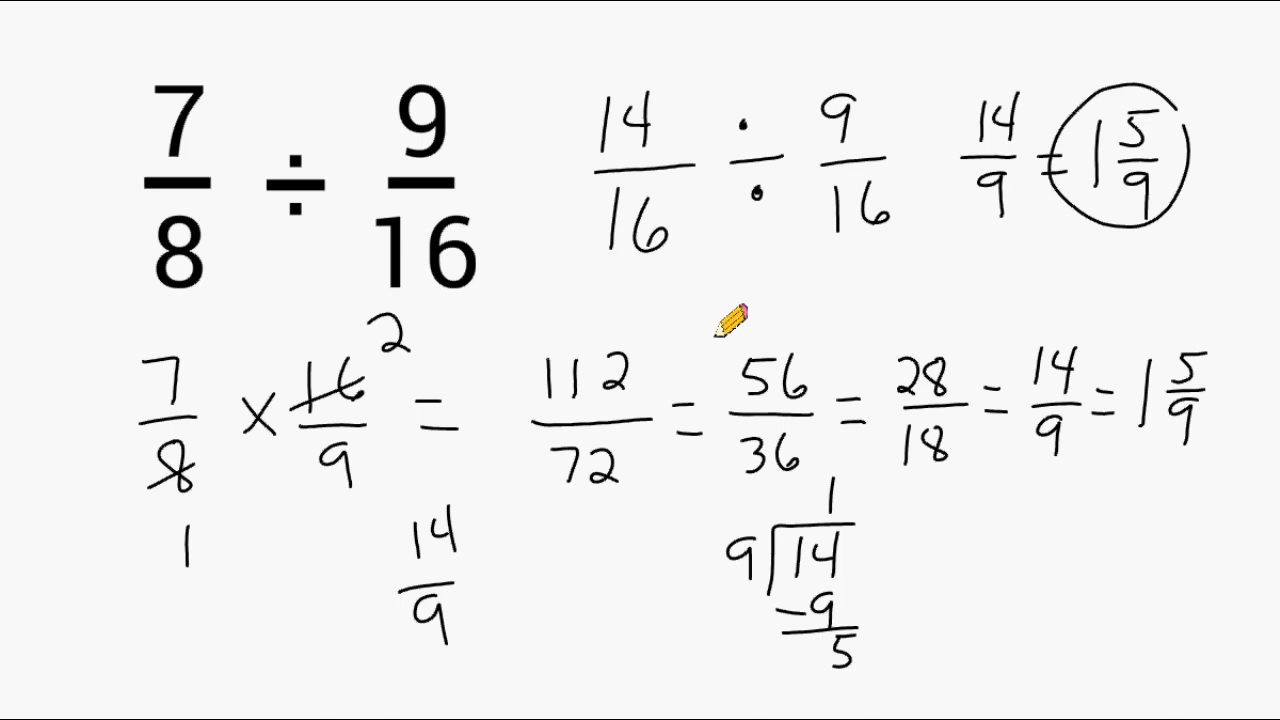 7/8 ÷ 9/16
14/16 ÷ 9/16 14/9 = 1 5/9
7/8 × 16/9 = 112/72 = 56/36 = 28/18 = 14/9 = 1 5/9
2
1
14/9
1
9 14
-9
5